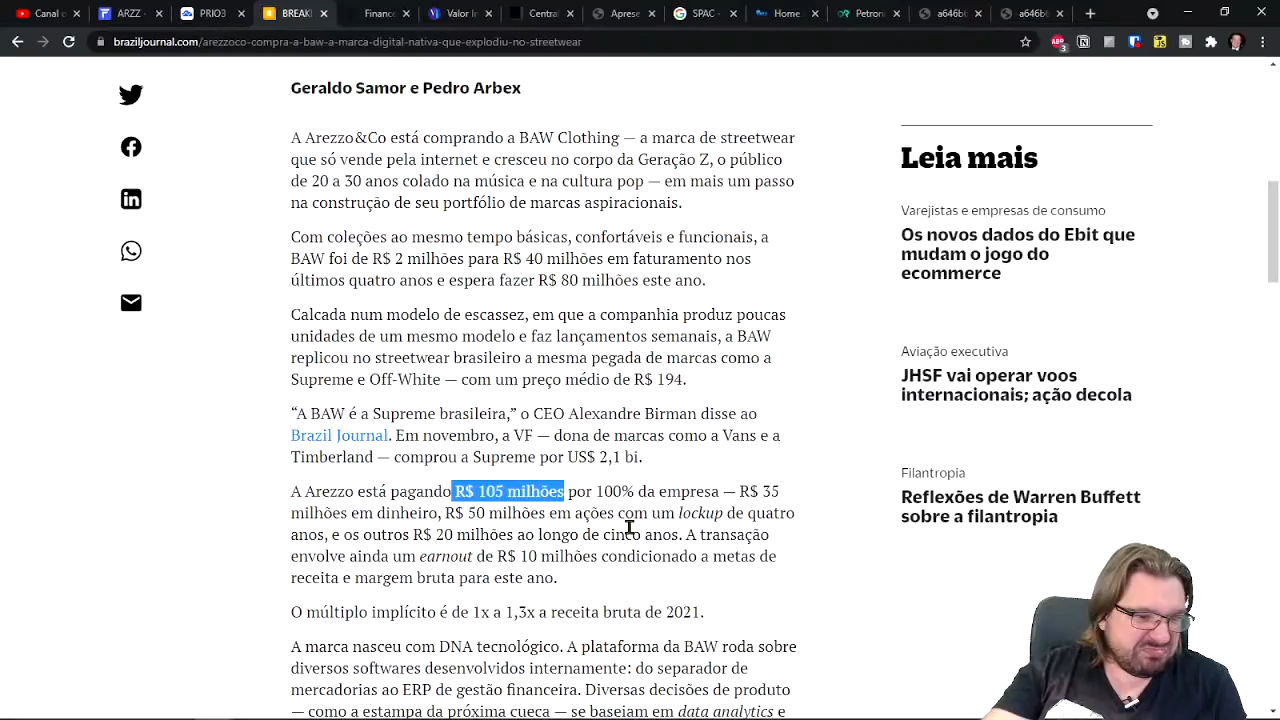 ARZZ
PRIO3
BREAKI
Financ
Valor In
Central
Aprese
SPAC u
Home
Petror
a646b
a646b
braziljournal.com/arezzoco-compra-a-baw-a-marca-digital-nativa-que-explodiu-no-streetwear
Geraldo Samor e Pedro Arbex
A Arezzo&Co está comprando a BAW Clothing — a marca de streetwear
que só vende pela internet e cresceu no corpo da Geração Z, o público
de 20 a 30 anos colado na música e na cultura pop — em mais um passo
na construção de seu portfólio de marcas aspiracionais.
Com coleções ao mesmo tempo básicas, confortáveis e funcionais, a
BAW foi de R$ 2 milhões para R$ 40 milhões em faturamento nos
últimos quatro anos e espera fazer R$ 80 milhões este ano.
Calcada num modelo de escassez, em que a companhia produz poucas
unidades de um mesmo modelo e faz lançamentos semanais, a BAW
replicou no streetwear brasileiro a mesma pegada de marcas como a
Supreme e Off-White — com um preço médio de R$ 194.
“A BAW é a Supreme brasileira,” o CEO Alexandre Birman disse ao
Brazil Journal. Em novembro, a VF — dona de marcas como a Vans e a
Timberland — comprou a Supreme por US$ 2,1 bi.
A Arezzo está pagando R$ 105 milhões por 100% da empresa — R$ 35
milhões em dinheiro, R$ 50 milhões em ações com um lockup de quatro
anos, e os outros R$ 20 milhões ao longo de cinco anos. A transação
envolve ainda um earnout de R$ 10 milhões condicionado a metas de
receita e margem bruta para este ano.
O múltiplo implícito é de 1x a 1,3x a receita bruta de 2021.
A marca nasceu com DNA tecnológico. A plataforma da BAW roda sobre
diversos softwares desenvolvidos internamente: do separador de
mercadorias ao ERP de gestão financeira. Diversas decisões de produto
— como a estampa da próxima cueca — se baseiam em data analytics e
Leia mais
Varejistas e empresas de consumo
Os novos dados do Ebit que
mudam o jogo do
ecommerce
Aviação executiva
JHSF vai operar voos
internacionais; ação decola
Filantropia
Reflexões de Warren Buffett
sobre a filantropia